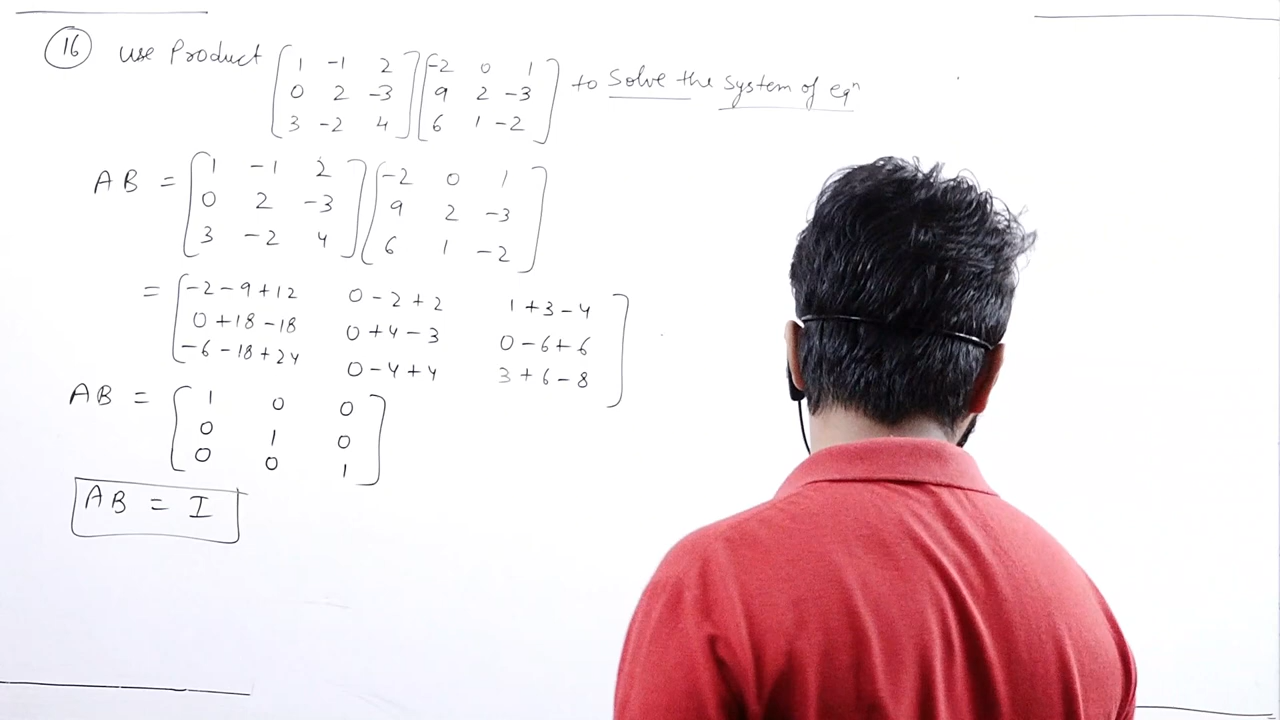 16 Use Product [1 -1 2 [-2 0 1 to Solve the System of eqⁿ
0 2 -3 9 2 -3
3 -2 4] 6 1 -2]
AB = [1 -1 2 [-2 0 1
0 2 -3 9 2 -3
3 -2 4] 6 1 -2]
= [-2-9+12 0-2+2 1+3-4
0+18-18 0+4-3 0-6+6
-6-18+24 0-4+4 3+6-8]
AB = [1 0 0
0 1 0
0 0 1]
AB = I